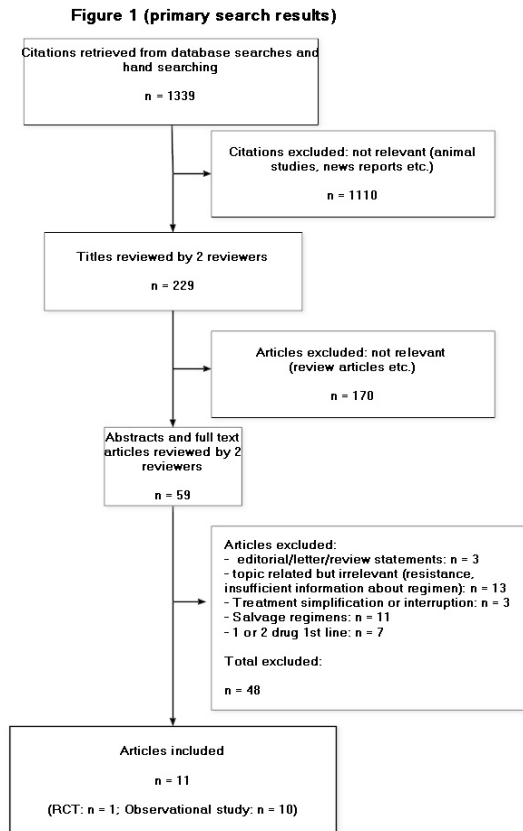 Figure 1 (primary search results)
Citations retrieved from database searches and
hand searching
n = 1339
Citations excluded: not relevant (animal
studies, news reports etc.)
n = 1110
Titles reviewed by 2 reviewers
n = 229
Articles excluded: not relevant
(review articles etc.)
n = 170
Abstracts and full text
articles reviewed by 2
reviewers
n = 59
Articles excluded:
- editorial/letter/review statements: n = 3
- topic related but irrelevant (resistance,
insufficient information about regimen): n = 13
- Treatment simplification or interruption: n = 3
- Salvage regimens: n = 11
- 1 or 2 drug 1st line: n = 7
Total excluded:
n = 48
Articles included
n = 11
(RCT: n = 1; Observational study: n = 10)